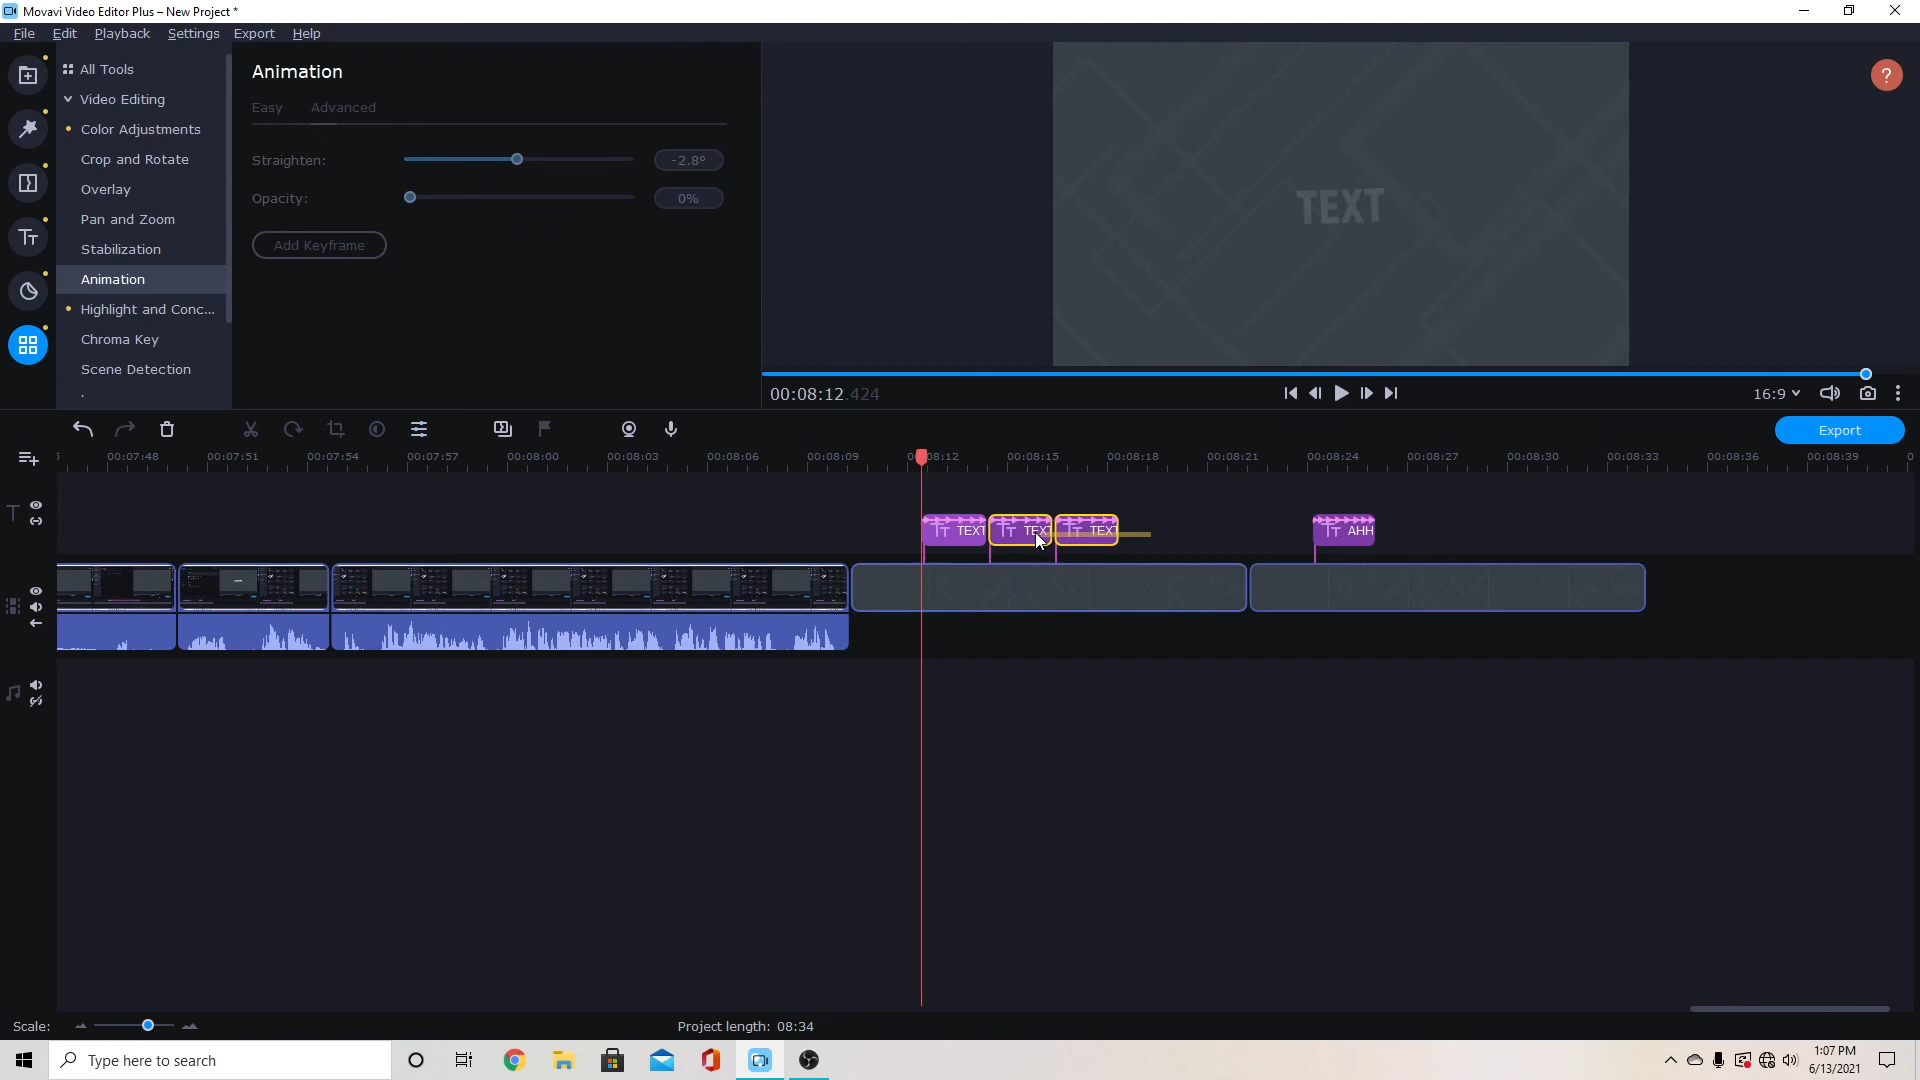 Movavi Video Editor Plus – New Project *
File Edit Playback Settings Export Help
All Tools
Video Editing
Color Adjustments
Crop and Rotate
Overlay
Pan and Zoom
Stabilization
Animation
Highlight and Conc...
Chroma Key
Scene Detection
Animation
Easy Advanced
Straighten: -2.8°
Opacity: 0%
Add Keyframe
TEXT
?
00:08:12.424
16:9
Export
00:07:48 00:07:51 00:07:54 00:07:57 00:08:00 00:08:03 00:08:06 00:08:09 00:08:12 00:08:15 00:08:18 00:08:21 00:08:24 00:08:27 00:08:30 00:08:33 00:08:36 00:08:39 0
TEXT TEXT TEXT AHH
Scale: Project length: 08:34
Type here to search
1:07 PM
6/13/2021